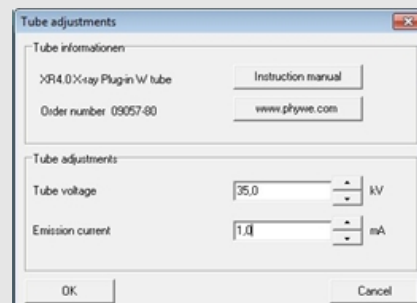 Tube adjustments
Tube informationen
XR4.0 X-ray Plug-in W tube
Instruction manual
Order number 09057-80
www.phywe.com
Tube adjustments
Tube voltage 35,0 kV
Emission current 1,0 mA
OK Cancel